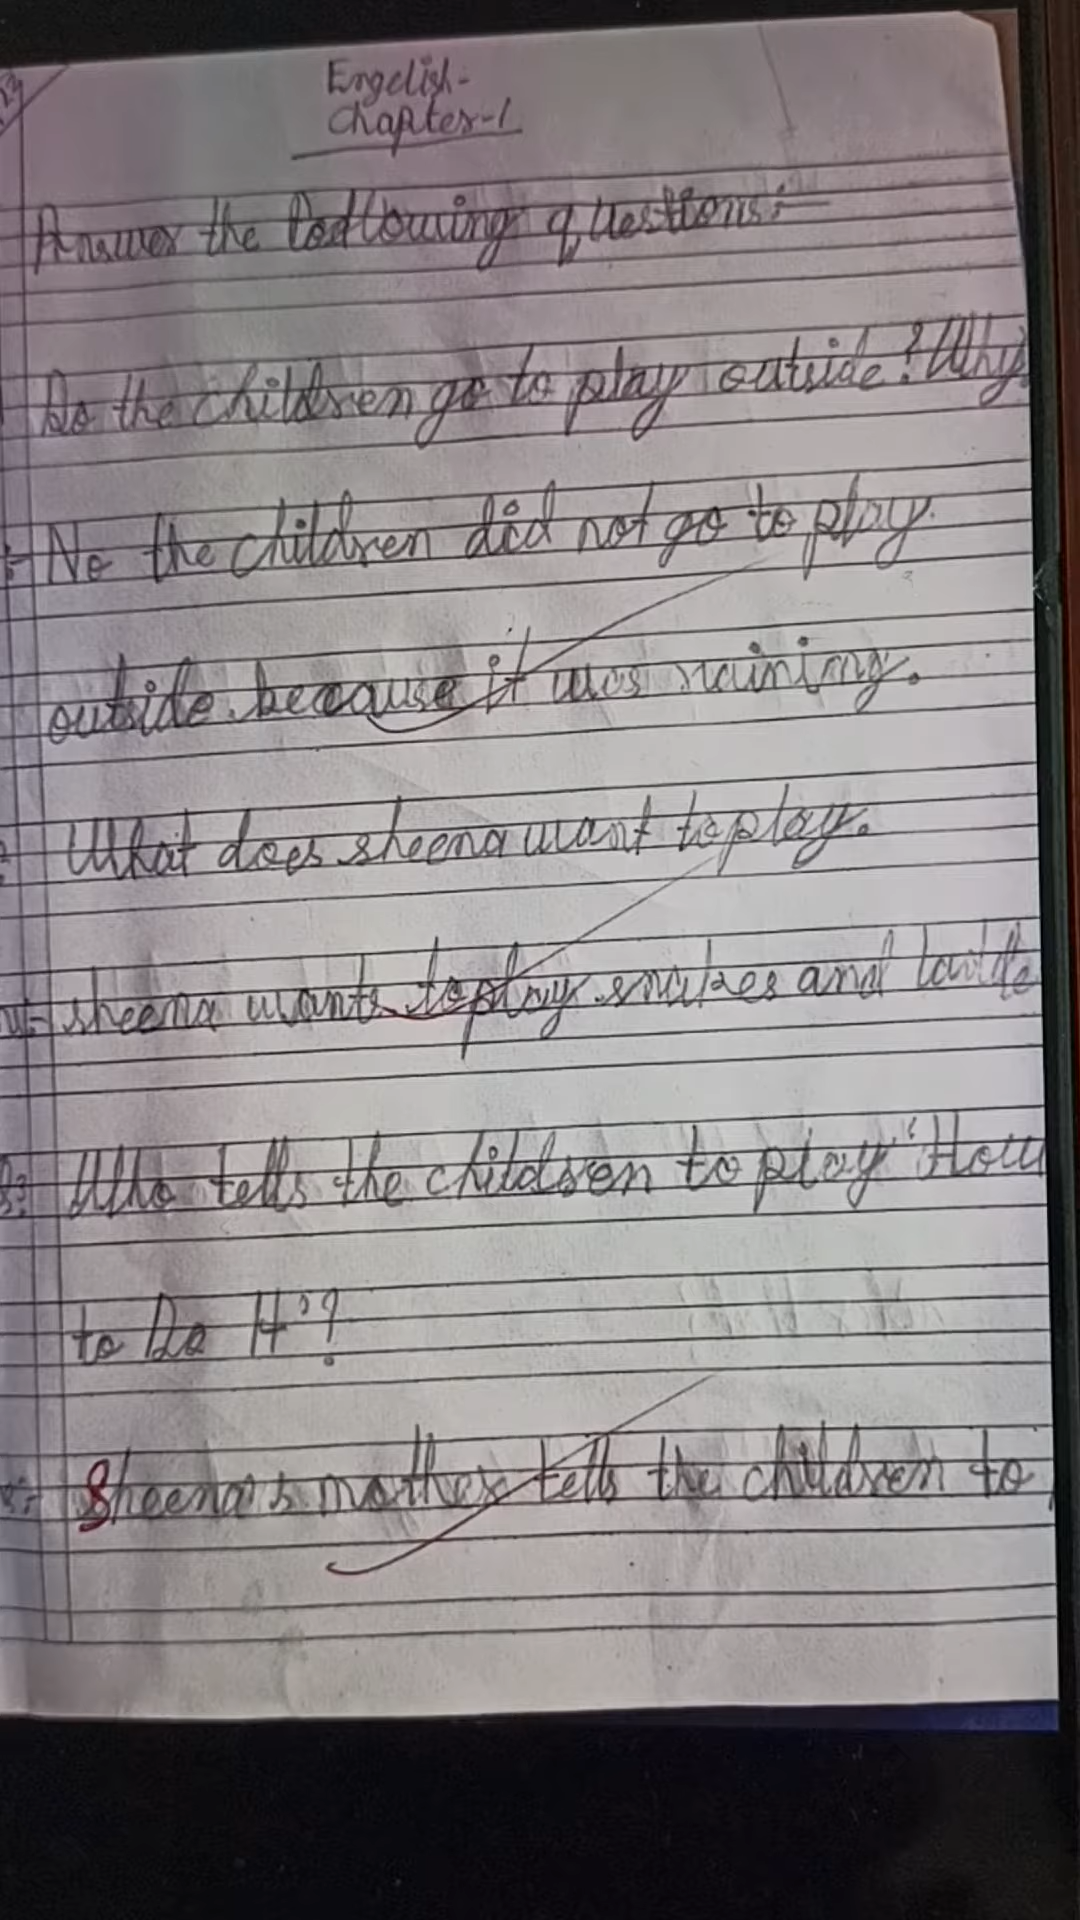 Engelish-
Chapter-1
Answer the following questions:-
Do the children go to play outside? Why
No the children did not go to play.
outside. because it was raining.
What does sheena want to play.
sheena wants to play snakes and
3: Who tells the children to play 'How
to Do It'?
Sheena's mother tells the children to